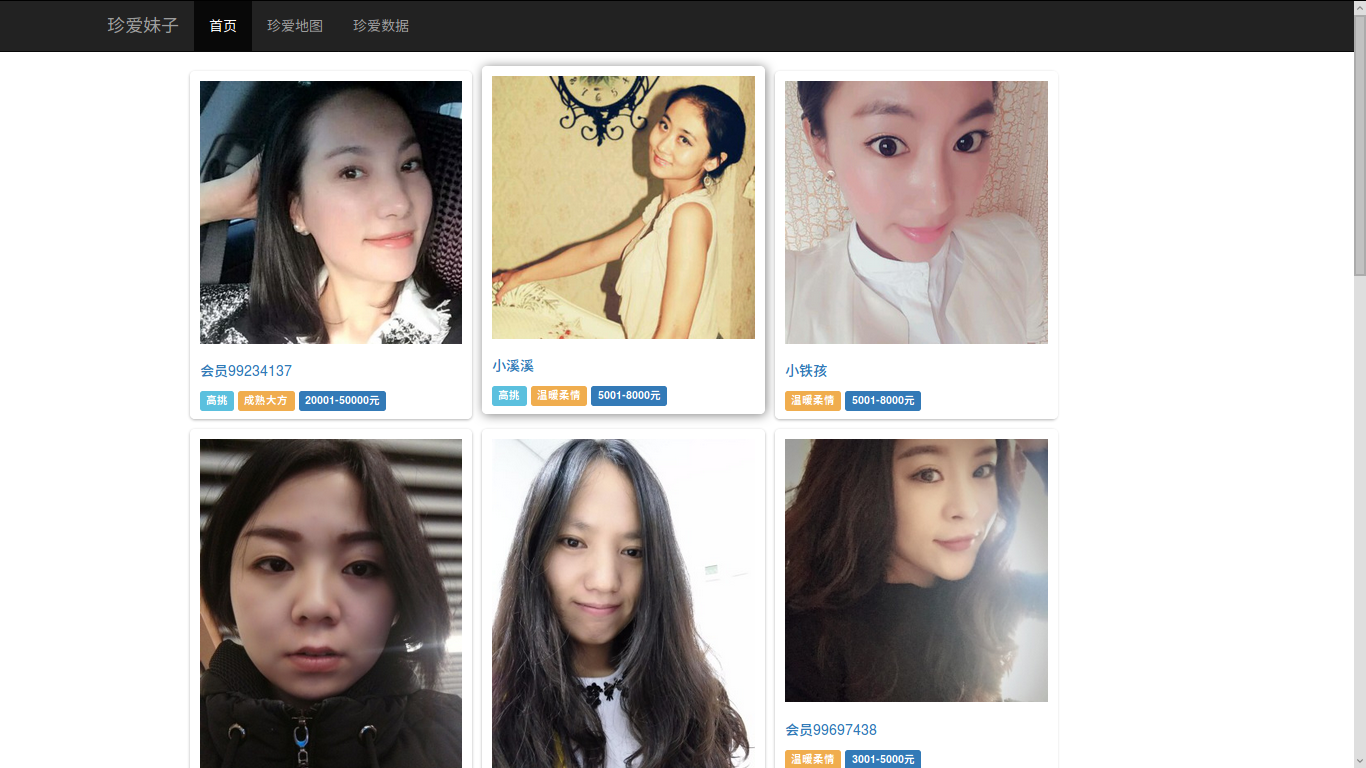 珍爱妹子 首页 珍爱地图 珍爱数据
会员99234137
高挑 成熟大方 20001-50000元
小溪溪
高挑 温暖柔情 5001-8000元
小铁孩
温暖柔情 5001-8000元
会员99697438
温暖柔情 3001-5000元